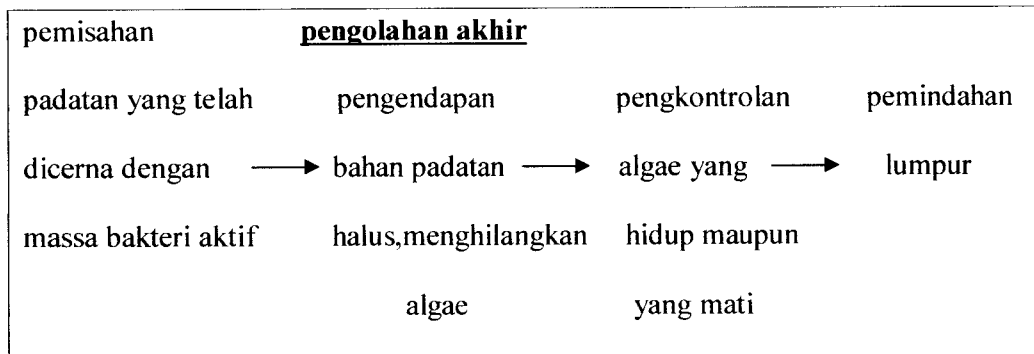 pemisahan pengolahan akhir
padatan yang telah pengendapan pengkontrolan pemindahan
dicerna dengan → bahan padatan → algae yang → lumpur
massa bakteri aktif halus,menghilangkan hidup maupun
algae yang mati